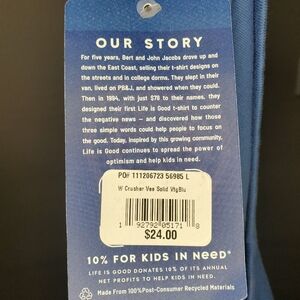 OUR STORY
For five years, Bert and John Jacobs drove up and
down the East Coast, selling their t-shirt designs on
the streets and in college dorms. They slept in their
van, lived on PB&J, and showered when they could.
Then in 1994, with just $78 to their names, they
designed their first Life is Good t-shirt to counter
the negative news — and discovered how those
three simple words could help people to focus on
the good. Today, inspired by this growing community,
Life is Good continues to spread the power of
optimism and help kids in need.
PO# 111206723 56985 L
W Crusher Vee Solid VtgBlu
1 92792 05171 8
$24.00
10% FOR KIDS IN NeeD*
LIFE IS GOOD DONATES 10% OF ITS ANNUAL
NET PROFITS TO HELP KIDS IN NEED.
Made From 100% Post-Consumer Recycled Materials